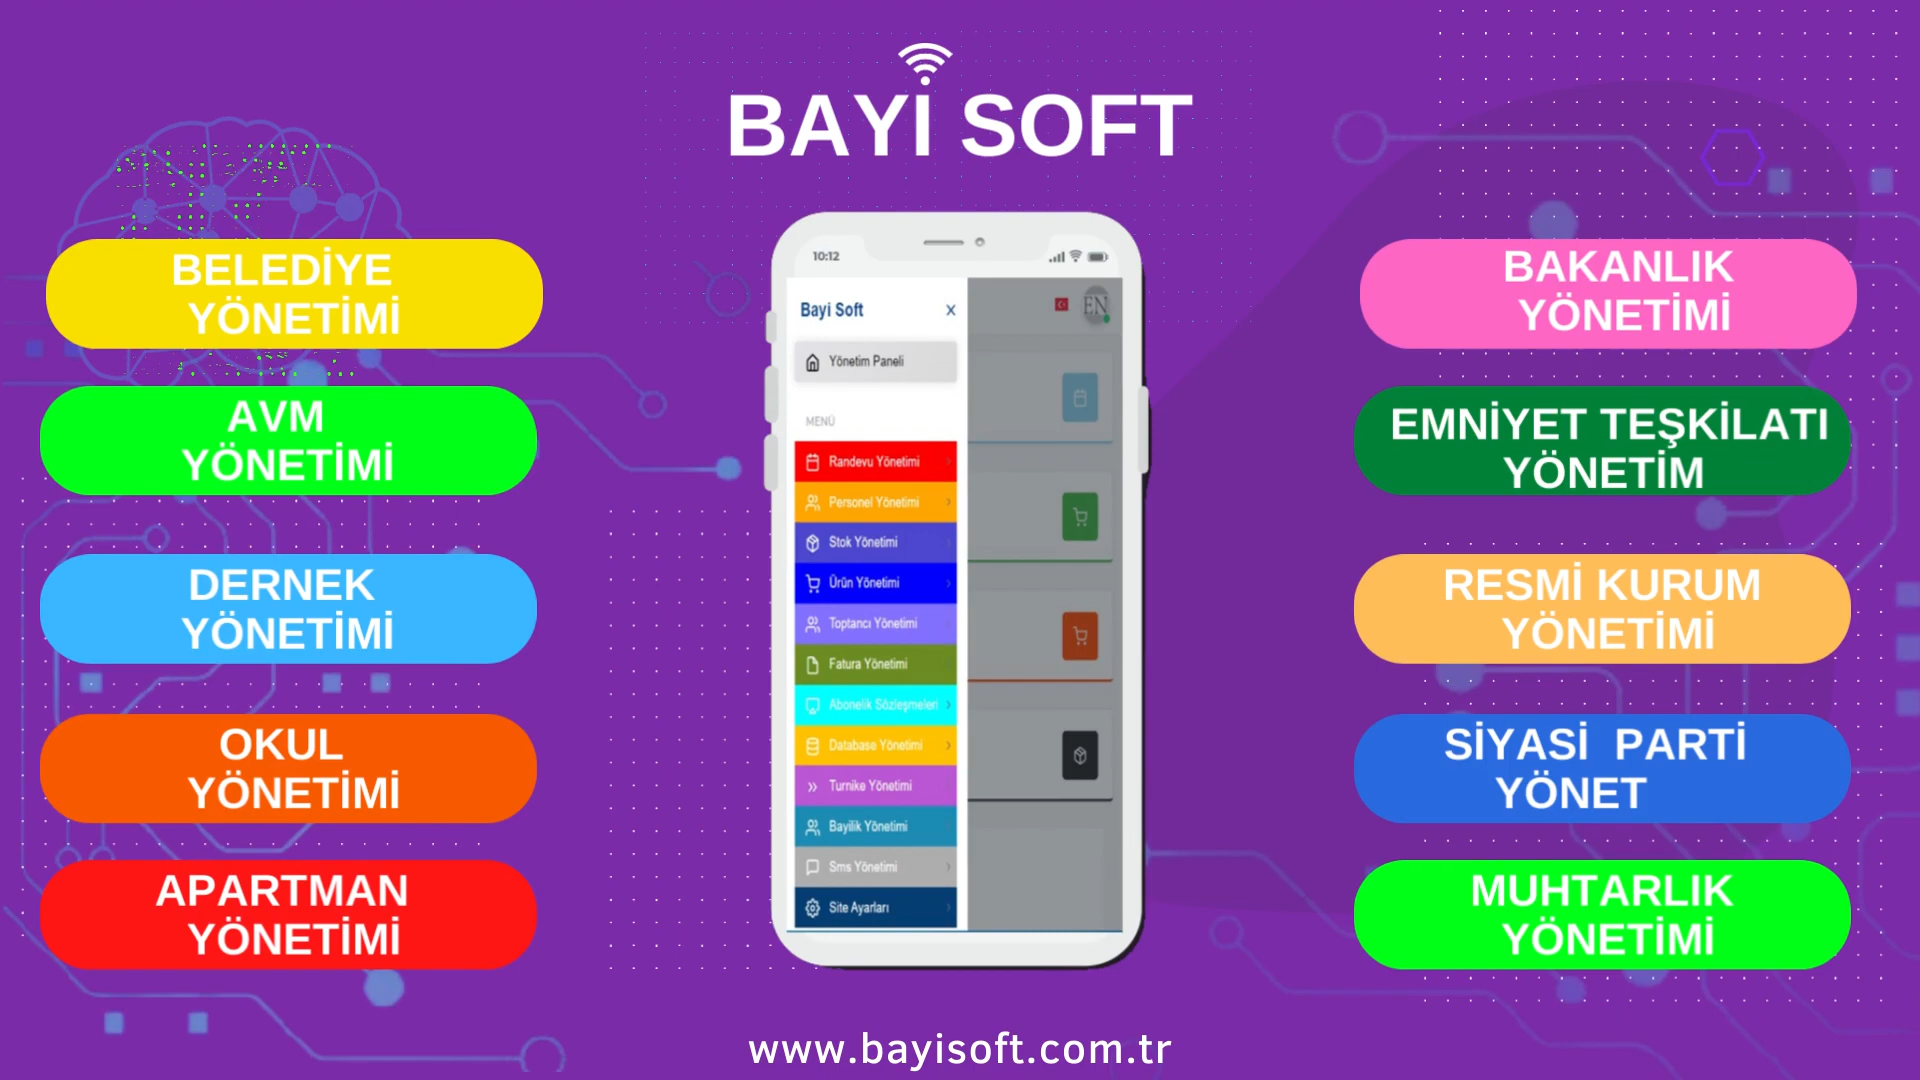 BAYİ SOFT
BELEDİYE
YÖNETİMİ
AVM
YÖNETİMİ
DERNEK
YÖNETİMİ
OKUL
YÖNETİMİ
APARTMAN
YÖNETİMİ
10:12
Bayi Soft X
EN
Yönetim Paneli
MENÜ
Randevu Yönetimi
Personel Yönetimi
Stok Yönetimi
Ürün Yönetimi
Toptancı Yönetimi
Fatura Yönetimi
Abonelik Sözleşmeleri
Database Yönetimi
Turnike Yönetimi
Bayilik Yönetimi
Sms Yönetimi
Site Ayarları
BAKANLIK
YÖNETİMİ
EMNİYET TEŞKİLATI
YÖNETİM
RESMİ KURUM
YÖNETİMİ
SİYASİ PARTİ
YÖNET
MUHTARLIK
YÖNETİMİ
www.bayisoft.com.tr